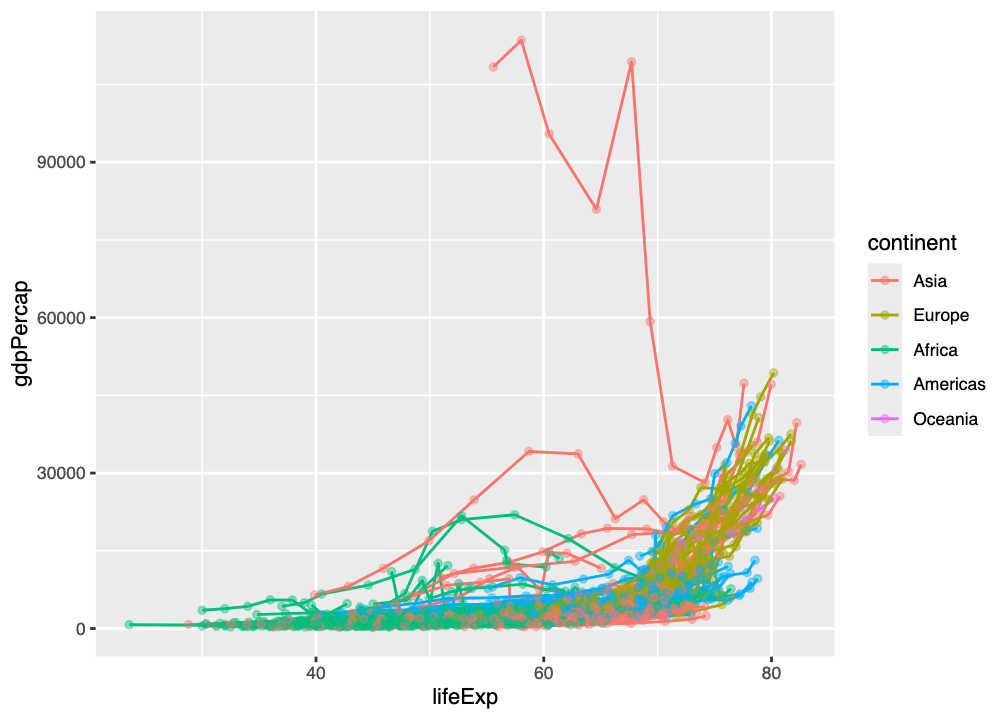 90000
60000
30000
0
gdpPercap
40 60 80
lifeExp
continent
Asia
Europe
Africa
Americas
Oceania